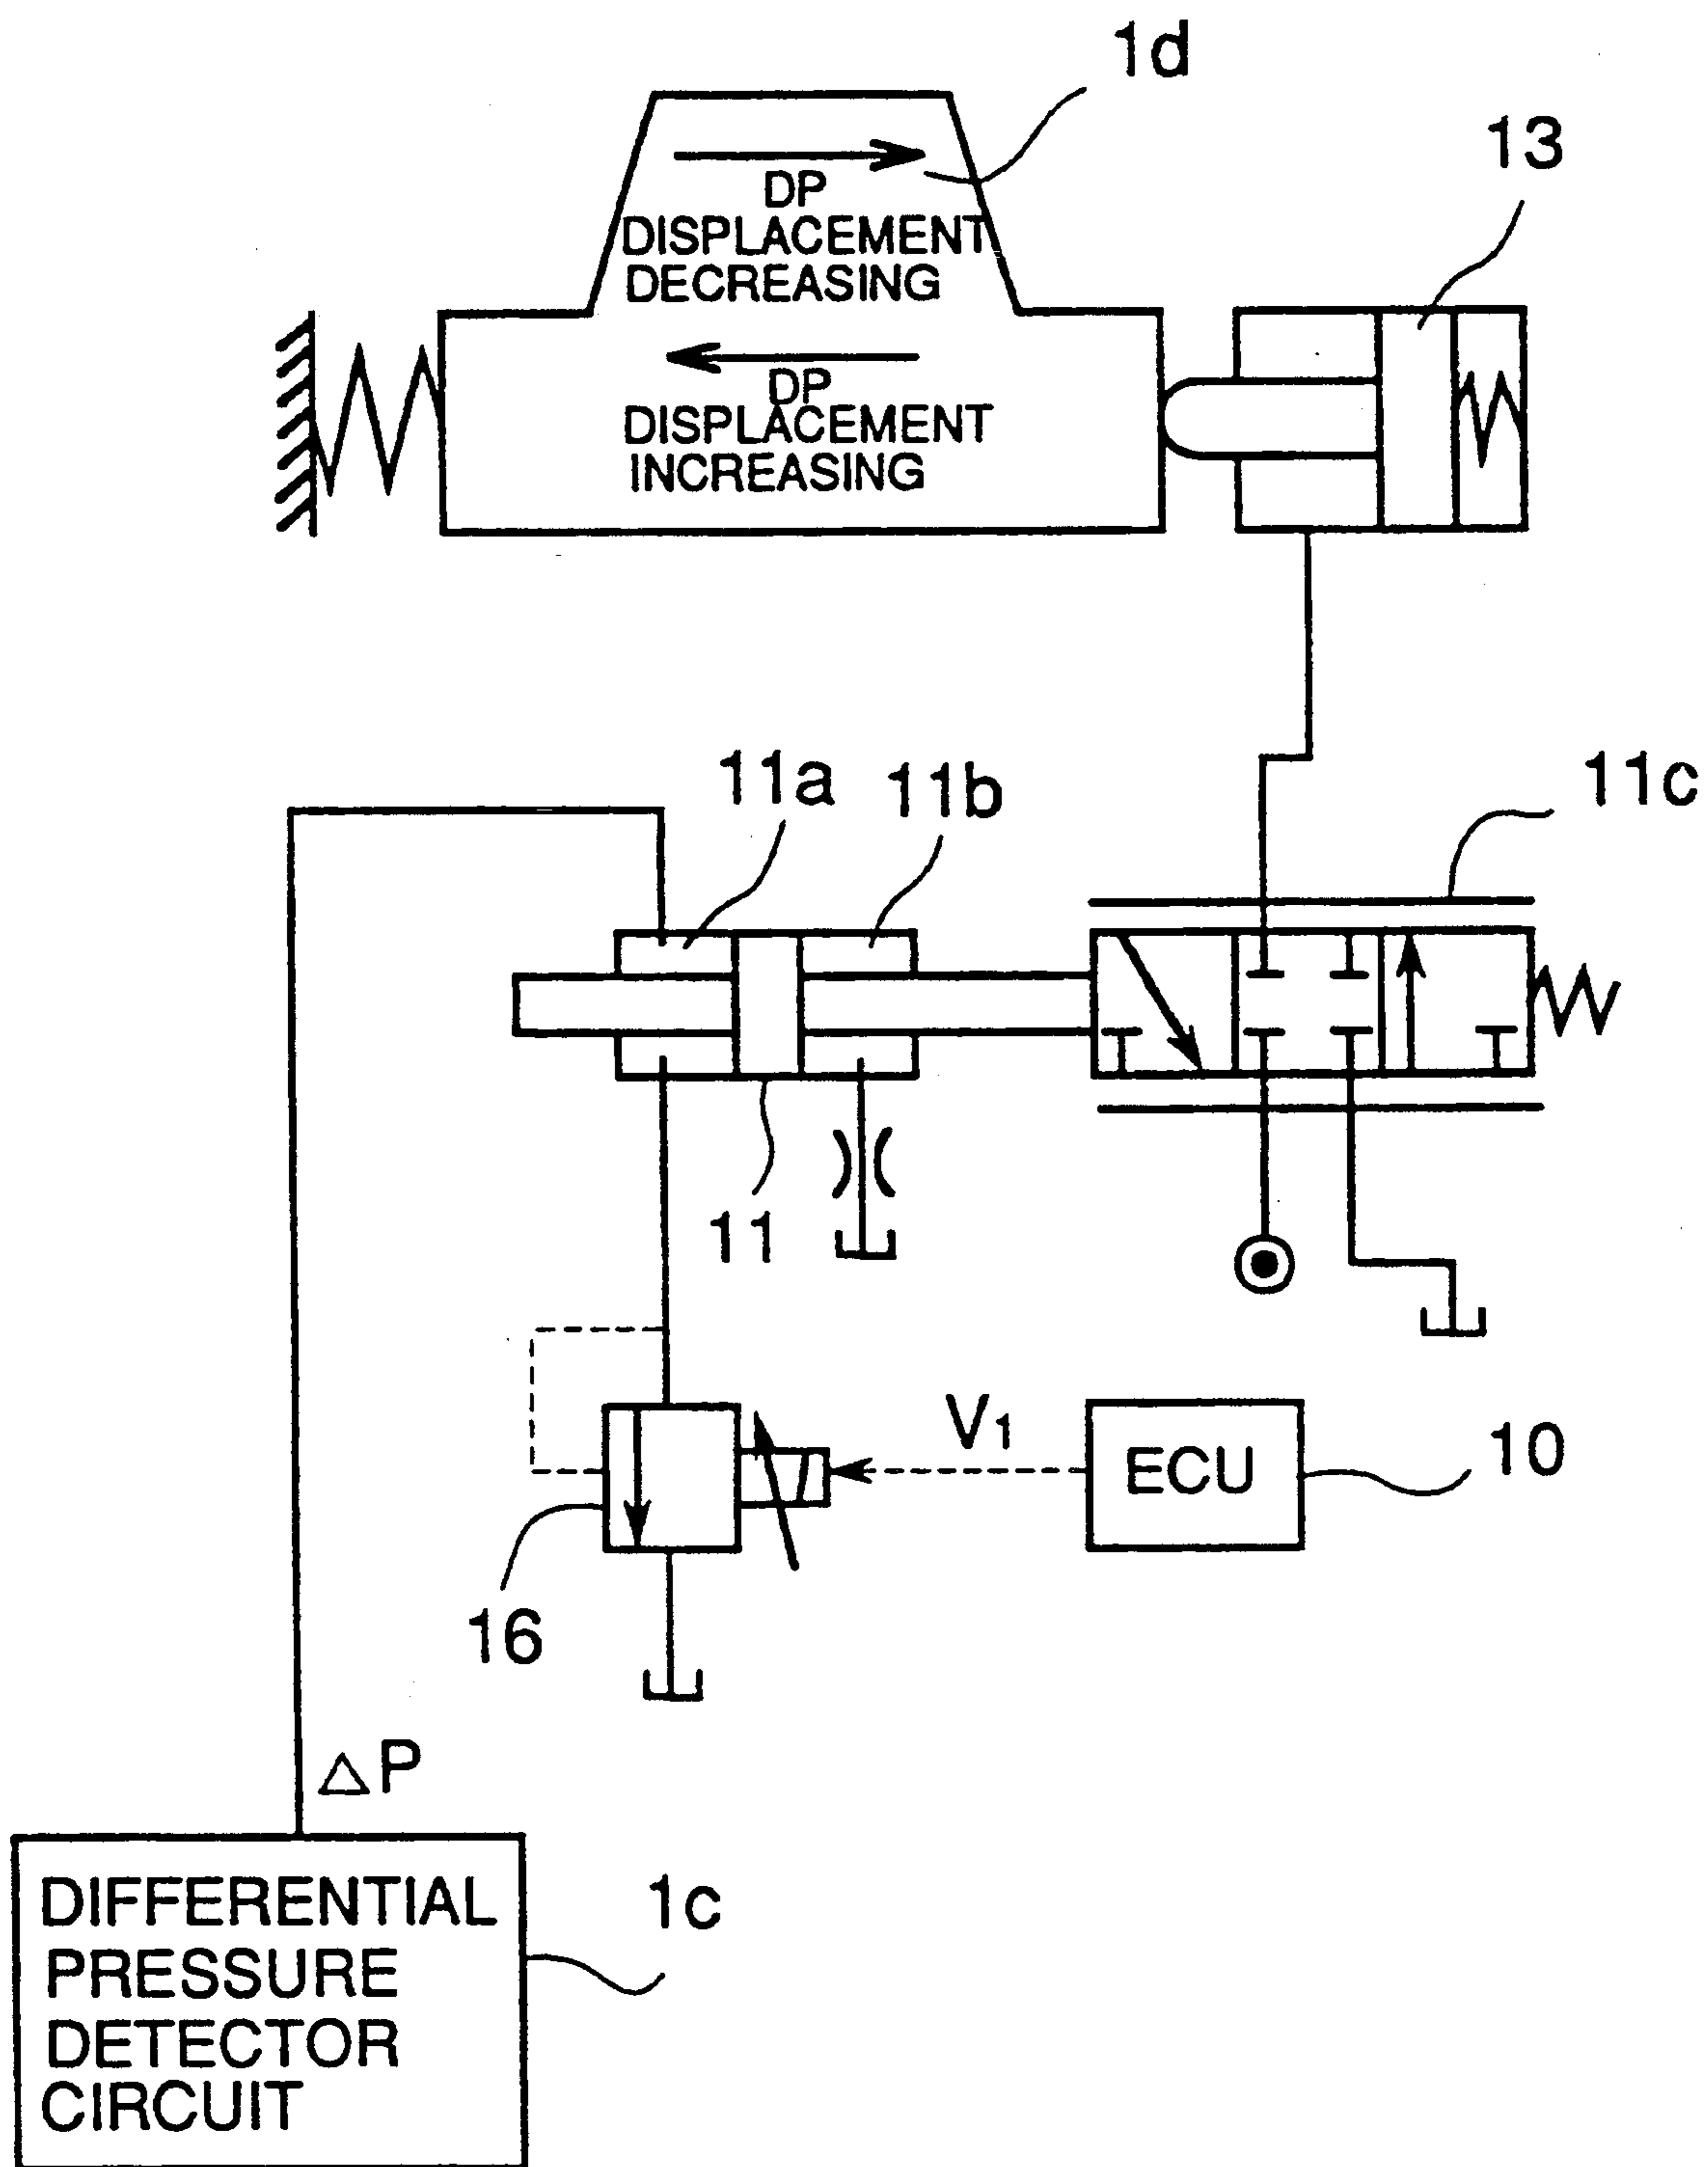 1d
13
DP
DISPLACEMENT
DECREASING
DP
DISPLACEMENT
INCREASING
11a
11b
11c
11
V1
ECU
10
16
△P
DIFFERENTIAL
PRESSURE
DETECTOR
CIRCUIT
1c